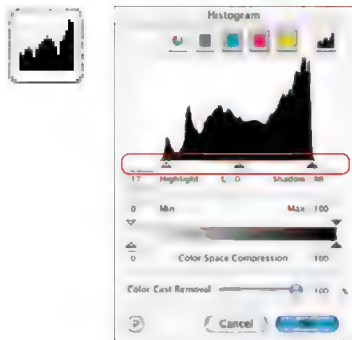 Histogram
17 Highlight 0 Shadow 88
0 Min Max 100
0 Color Space Compression 100
Color Cast Removal 100 %
? Cancel